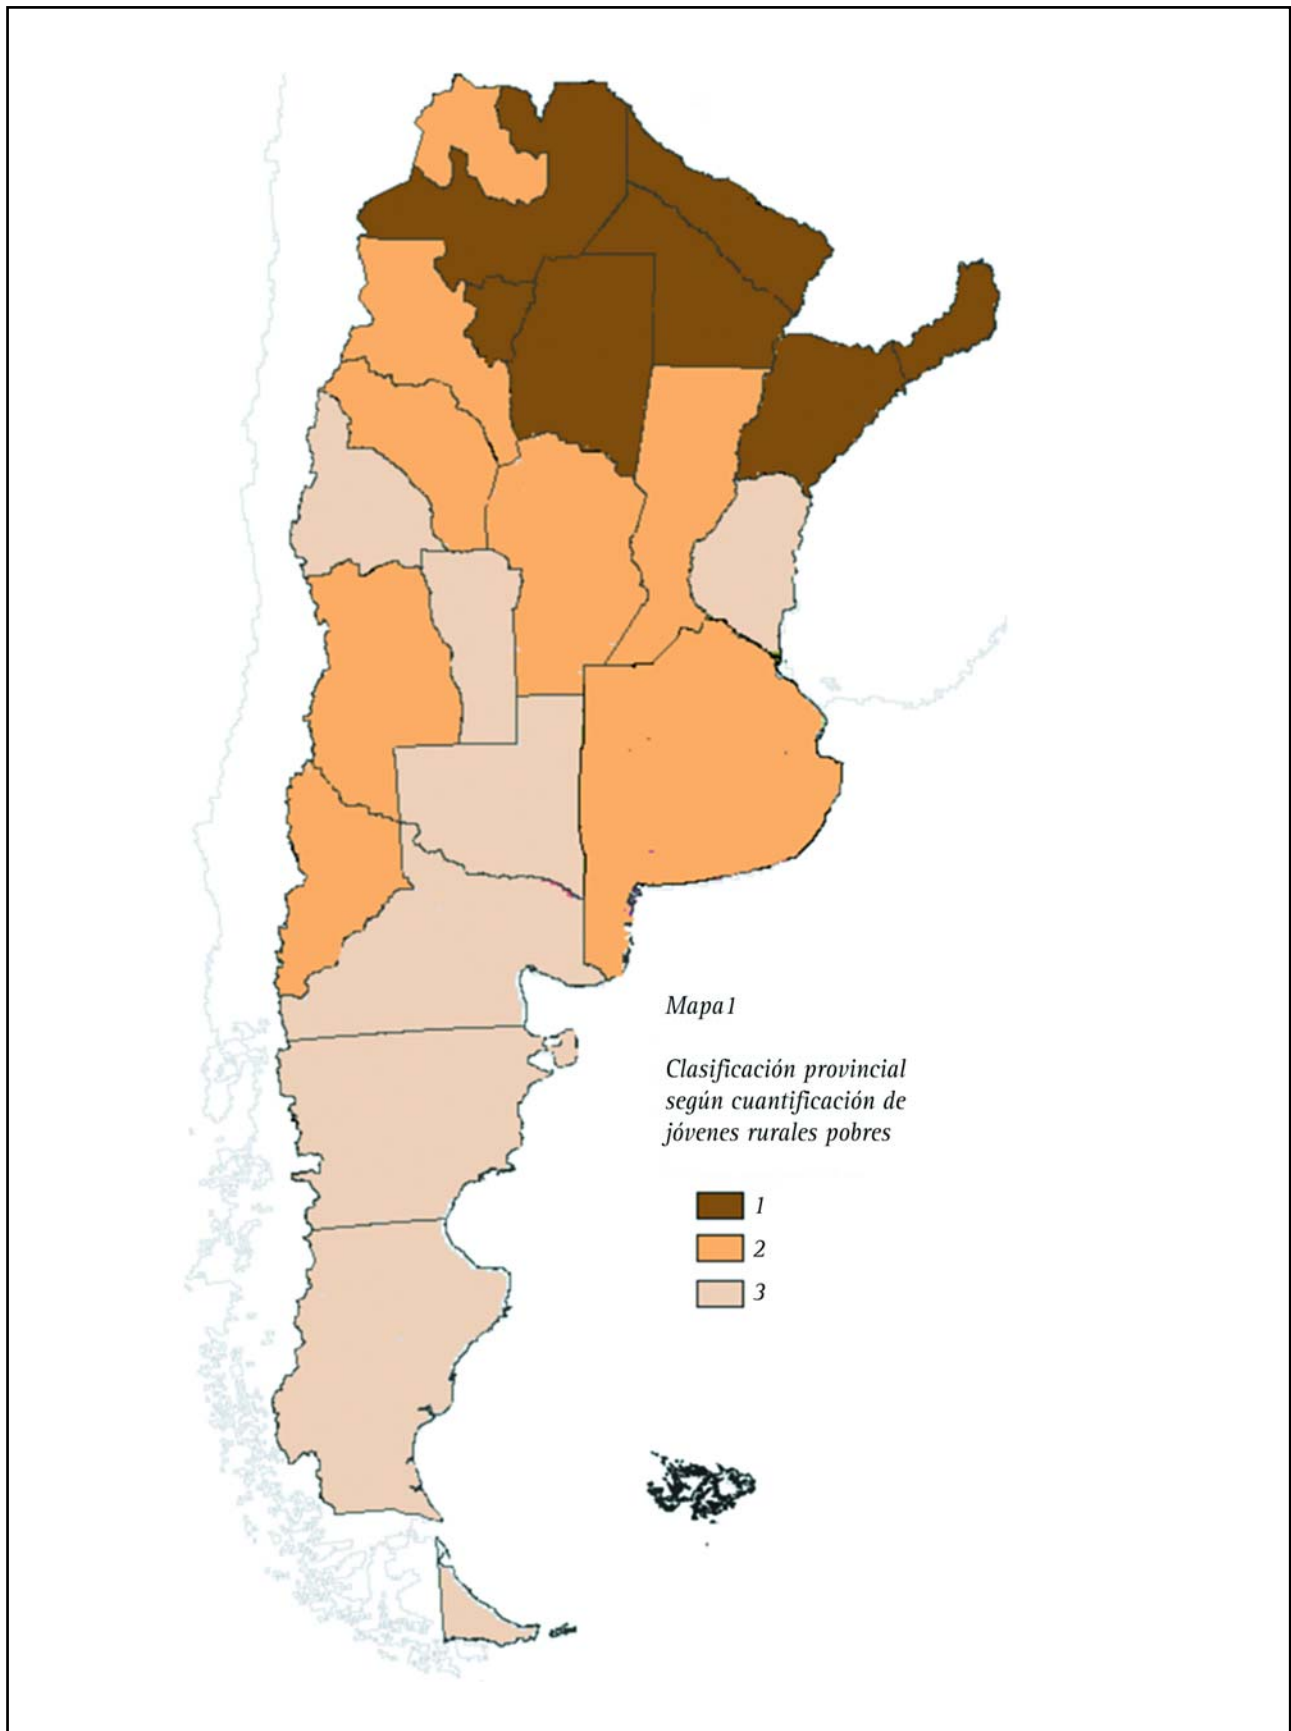 Mapa1
Clasificación provincial
según cuantificación de
jóvenes rurales pobres
1
2
3